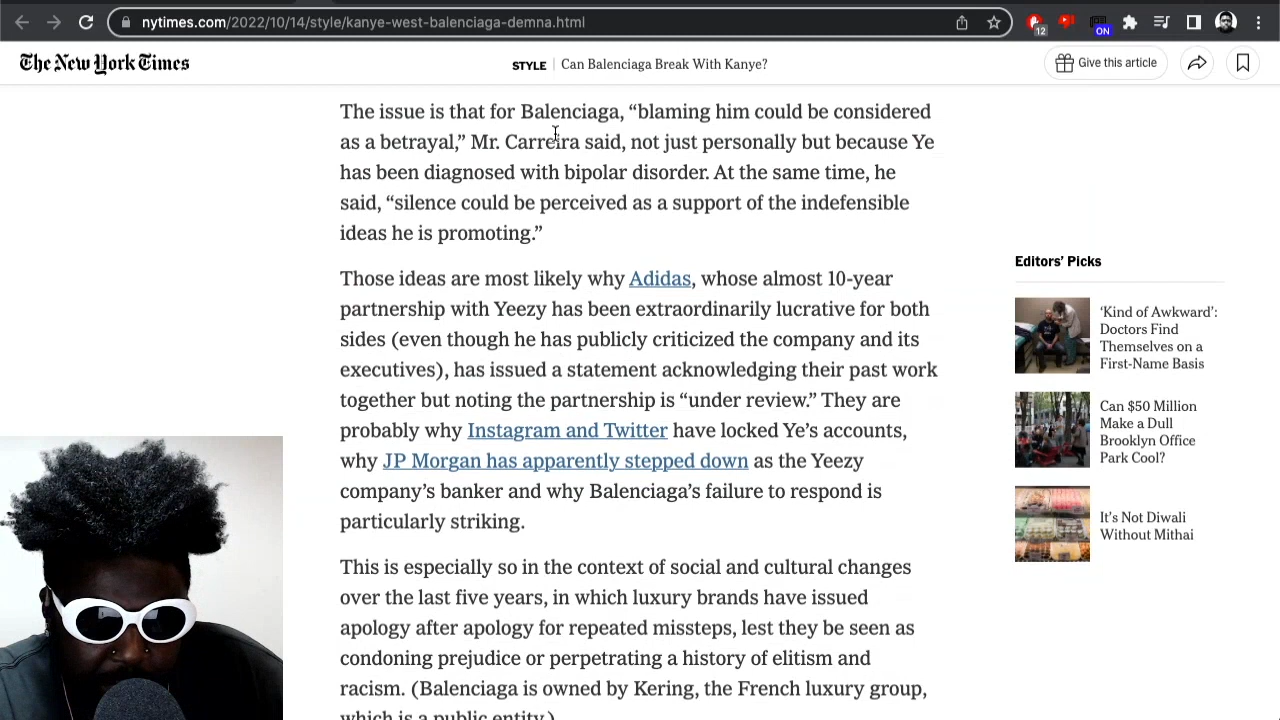 nytimes.com/2022/10/14/style/kanye-west-balenciaga-demna.html
12
ON
The New York Times
STYLE | Can Balenciaga Break With Kanye?
Give this article
The issue is that for Balenciaga, “blaming him could be considered
as a betrayal,” Mr. Carreira said, not just personally but because Ye
has been diagnosed with bipolar disorder. At the same time, he
said, “silence could be perceived as a support of the indefensible
ideas he is promoting.”
Those ideas are most likely why Adidas, whose almost 10-year
partnership with Yeezy has been extraordinarily lucrative for both
sides (even though he has publicly criticized the company and its
executives), has issued a statement acknowledging their past work
together but noting the partnership is “under review.” They are
probably why Instagram and Twitter have locked Ye’s accounts,
why JP Morgan has apparently stepped down as the Yeezy
company’s banker and why Balenciaga’s failure to respond is
particularly striking.
This is especially so in the context of social and cultural changes
over the last five years, in which luxury brands have issued
apology after apology for repeated missteps, lest they be seen as
condoning prejudice or perpetrating a history of elitism and
racism. (Balenciaga is owned by Kering, the French luxury group,
which is a public entity.)
Editors’ Picks
‘Kind of Awkward’:
Doctors Find
Themselves on a
First-Name Basis
Can $50 Million
Make a Dull
Brooklyn Office
Park Cool?
It’s Not Diwali
Without Mithai